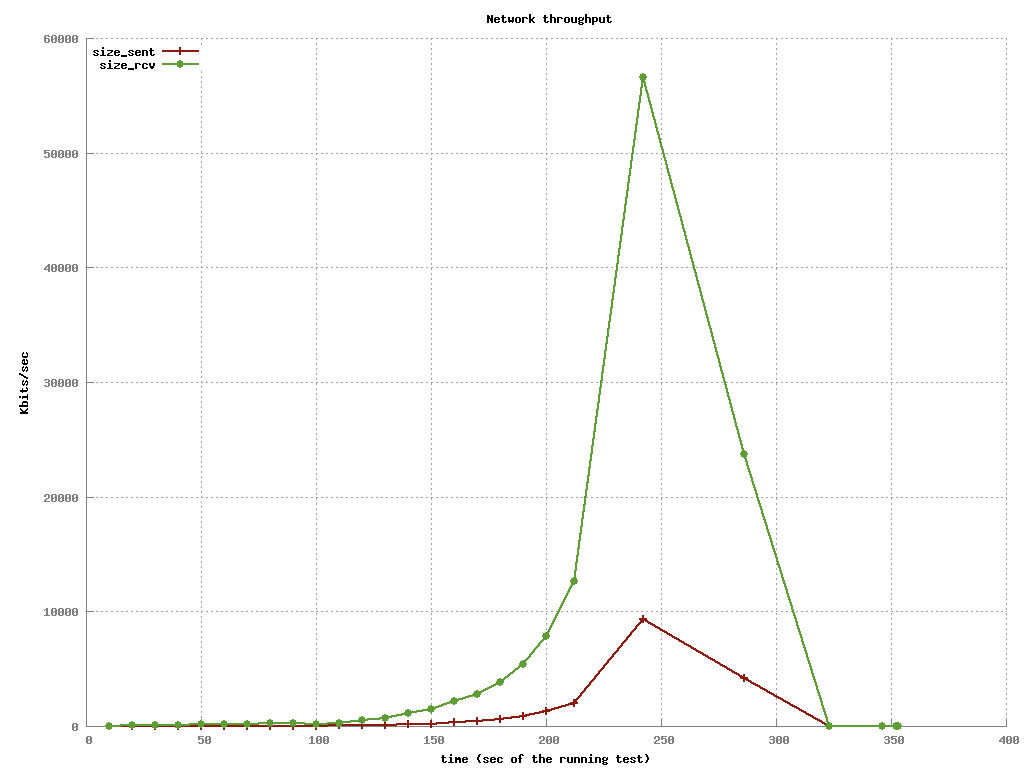 Network throughput
60000
size_sent
size_rcv
50000
40000
30000
Kbits/sec
20000
10000
0
0 50 100 150 200 250 300 350 400
time (sec of the running test)